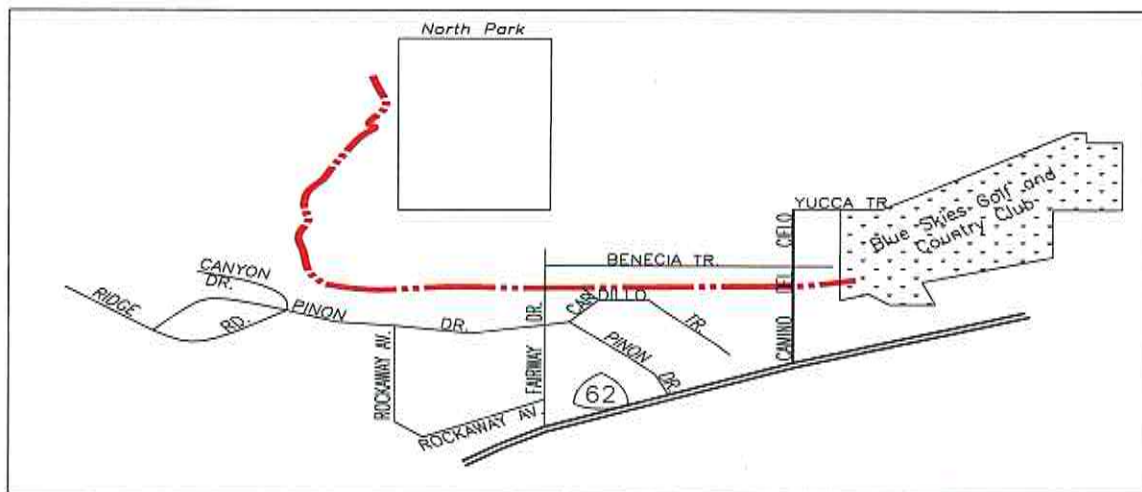 North Park
YUCCA TR.
Blue Skies Golf and
Country Club
CIELO
DEL
CAMINO
BENECIA TR.
CANYON
DR.
RIDGE
RD.
PINON
DR.
DR.
FAIRWAY
CARADILLO
TR.
PINON
DR.
ROCKAWAY AV.
62
ROCKAWAY AV.